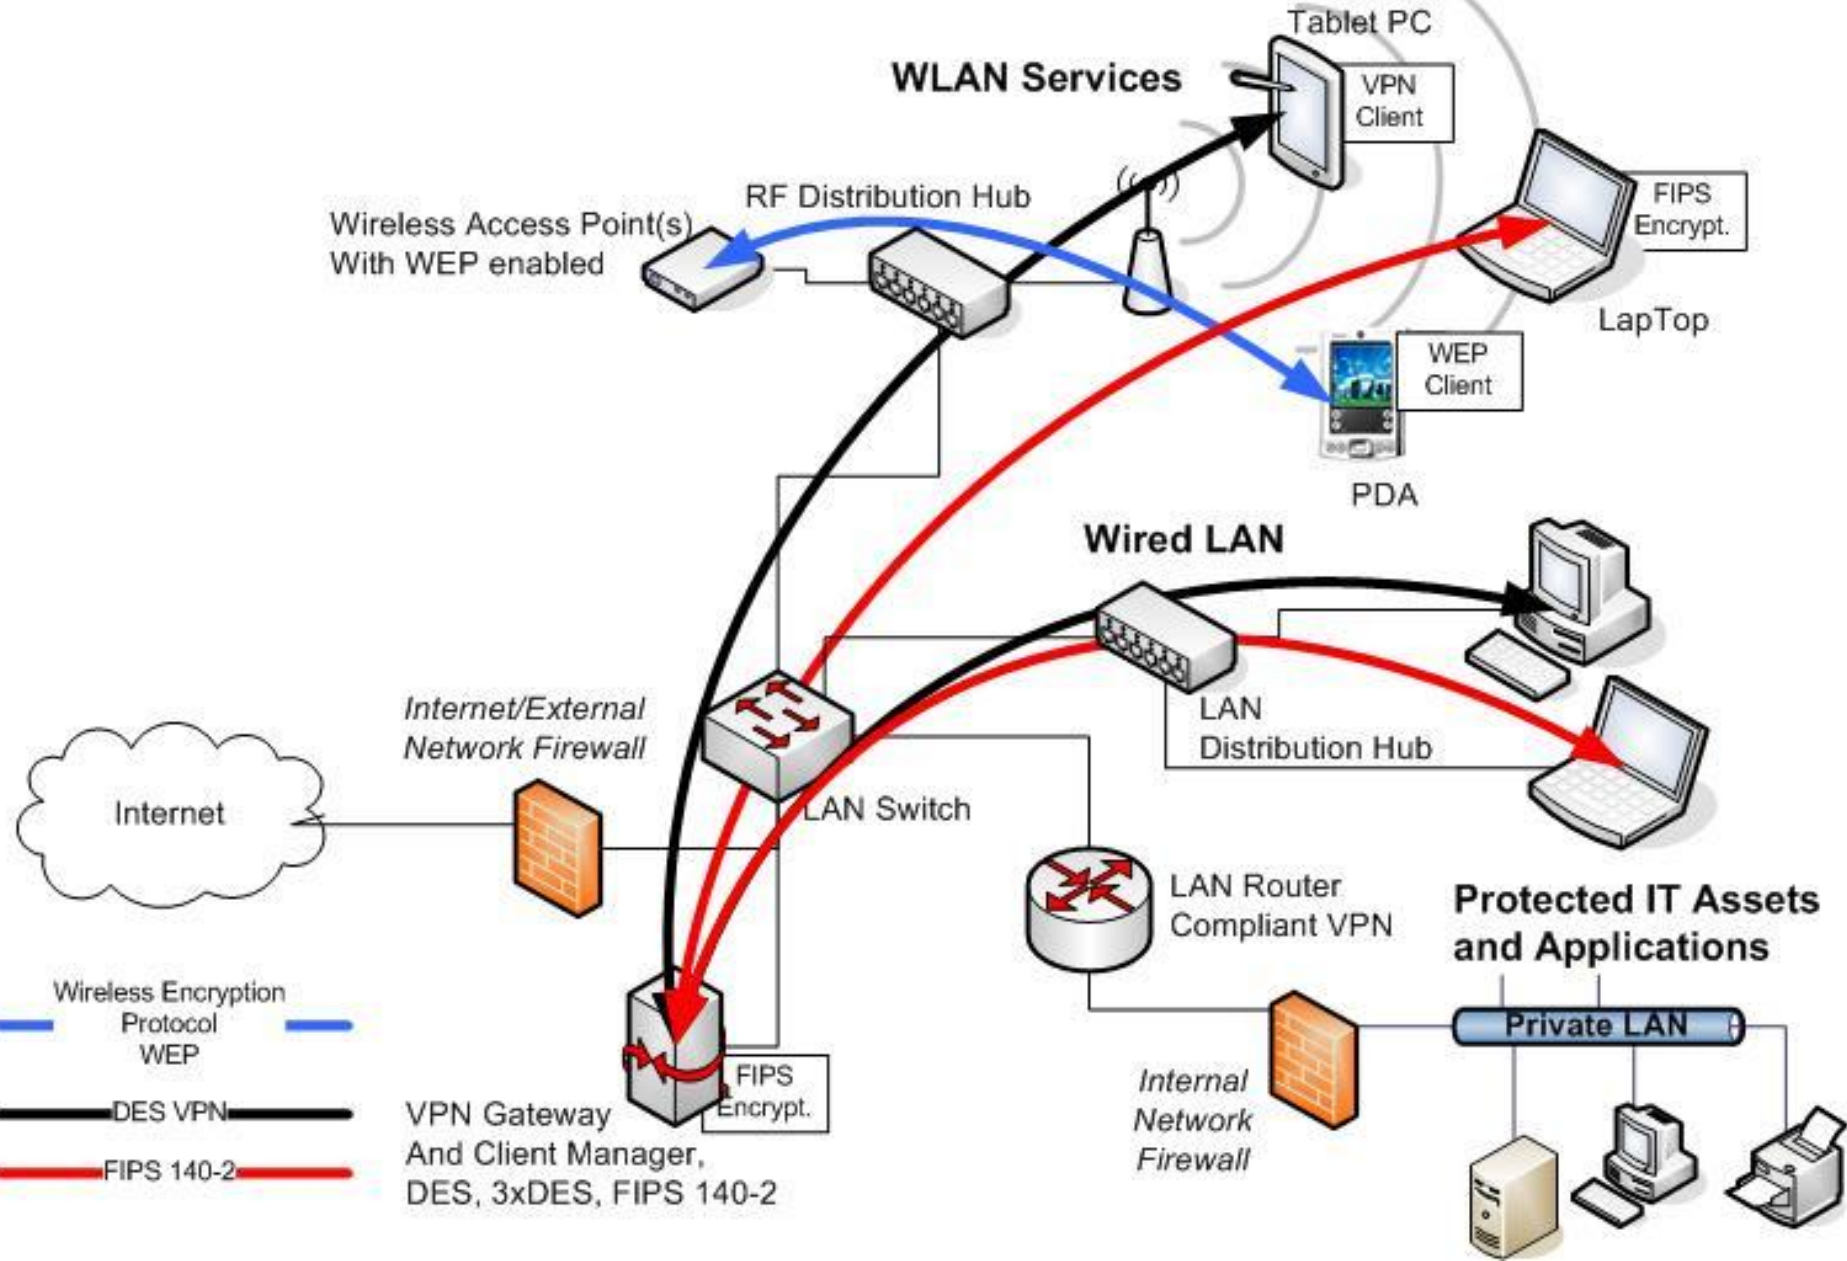 Tablet PC
WLAN Services
VPN
Client
RF Distribution Hub
Wireless Access Point(s)
With WEP enabled
FIPS
Encrypt.
LapTop
WEP
Client
PDA
Wired LAN
Internet/External
Network Firewall
LAN
Distribution Hub
Internet
LAN Switch
LAN Router
Compliant VPN
Protected IT Assets
and Applications
Private LAN
Wireless Encryption
Protocol
WEP
DES VPN
FIPS 140-2
FIPS
Encrypt.
VPN Gateway
And Client Manager,
DES, 3xDES, FIPS 140-2
Internal
Network
Firewall